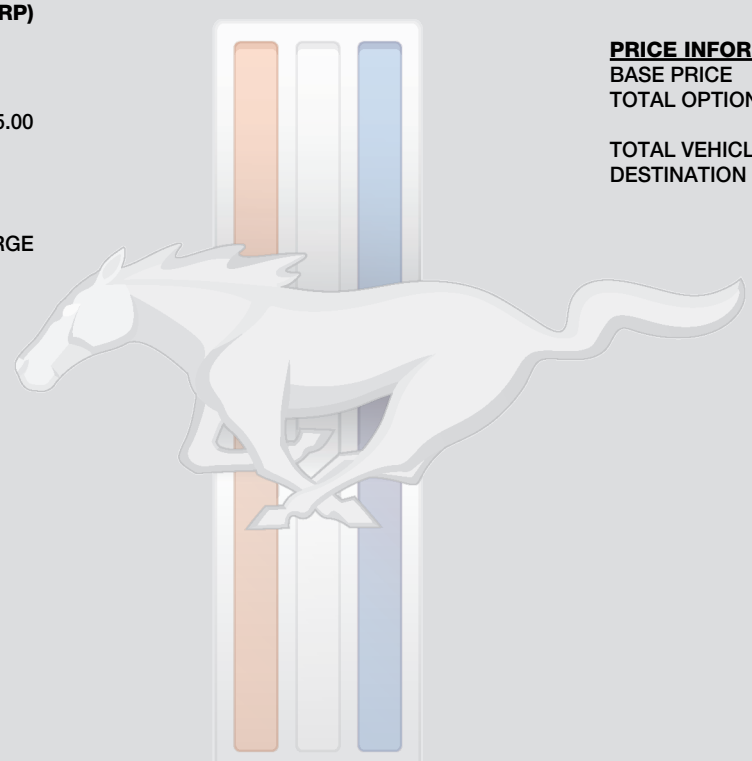 RP)
5.00
RGE
PRICE INFOR
BASE PRICE
TOTAL OPTION
TOTAL VEHICL
DESTINATION